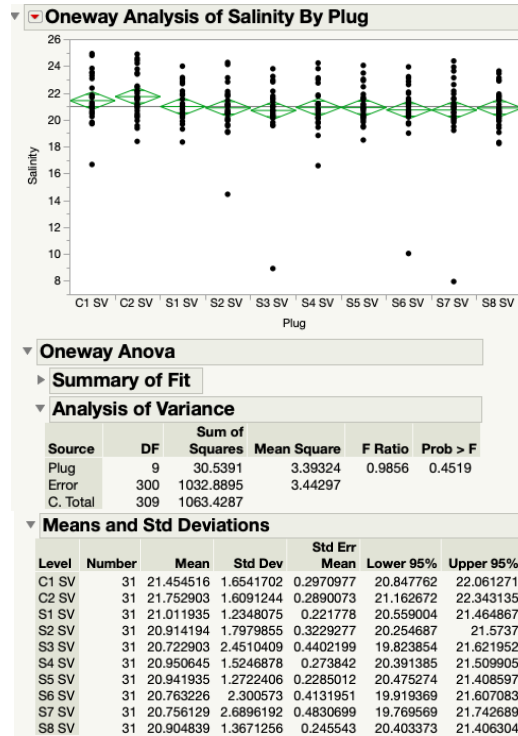 Oneway Analysis of Salinity By Plug
26
24
22
20
18
16
14
12
10
8
Salinity
C1 SV C2 SV S1 SV S2 SV S3 SV S4 SV S5 SV S6 SV S7 SV S8 SV
Plug
Oneway Anova
Summary of Fit
Analysis of Variance
Sum of
Source DF Squares Mean Square F Ratio Prob > F
Plug 9 30.5391 3.39324 0.9856 0.4519
Error 300 1032.8895 3.44297
C. Total 309 1063.4287
Means and Std Deviations
Std Err
Level Number Mean Std Dev Mean Lower 95% Upper 95%
C1 SV 31 21.454516 1.6541702 0.2970977 20.847762 22.061271
C2 SV 31 21.752903 1.6091244 0.2890073 21.162672 22.343135
S1 SV 31 21.011935 1.2348075 0.221778 20.559004 21.464867
S2 SV 31 20.914194 1.7979855 0.3229277 20.254687 21.5737
S3 SV 31 20.722903 2.4510409 0.4402199 19.823854 21.621952
S4 SV 31 20.950645 1.5246878 0.273842 20.391385 21.509905
S5 SV 31 20.941935 1.2722406 0.2285012 20.475274 21.408597
S6 SV 31 20.763226 2.300573 0.4131951 19.919369 21.607083
S7 SV 31 20.756129 2.6896192 0.4830699 19.769569 21.742689
S8 SV 31 20.904839 1.3671256 0.245543 20.403373 21.406304